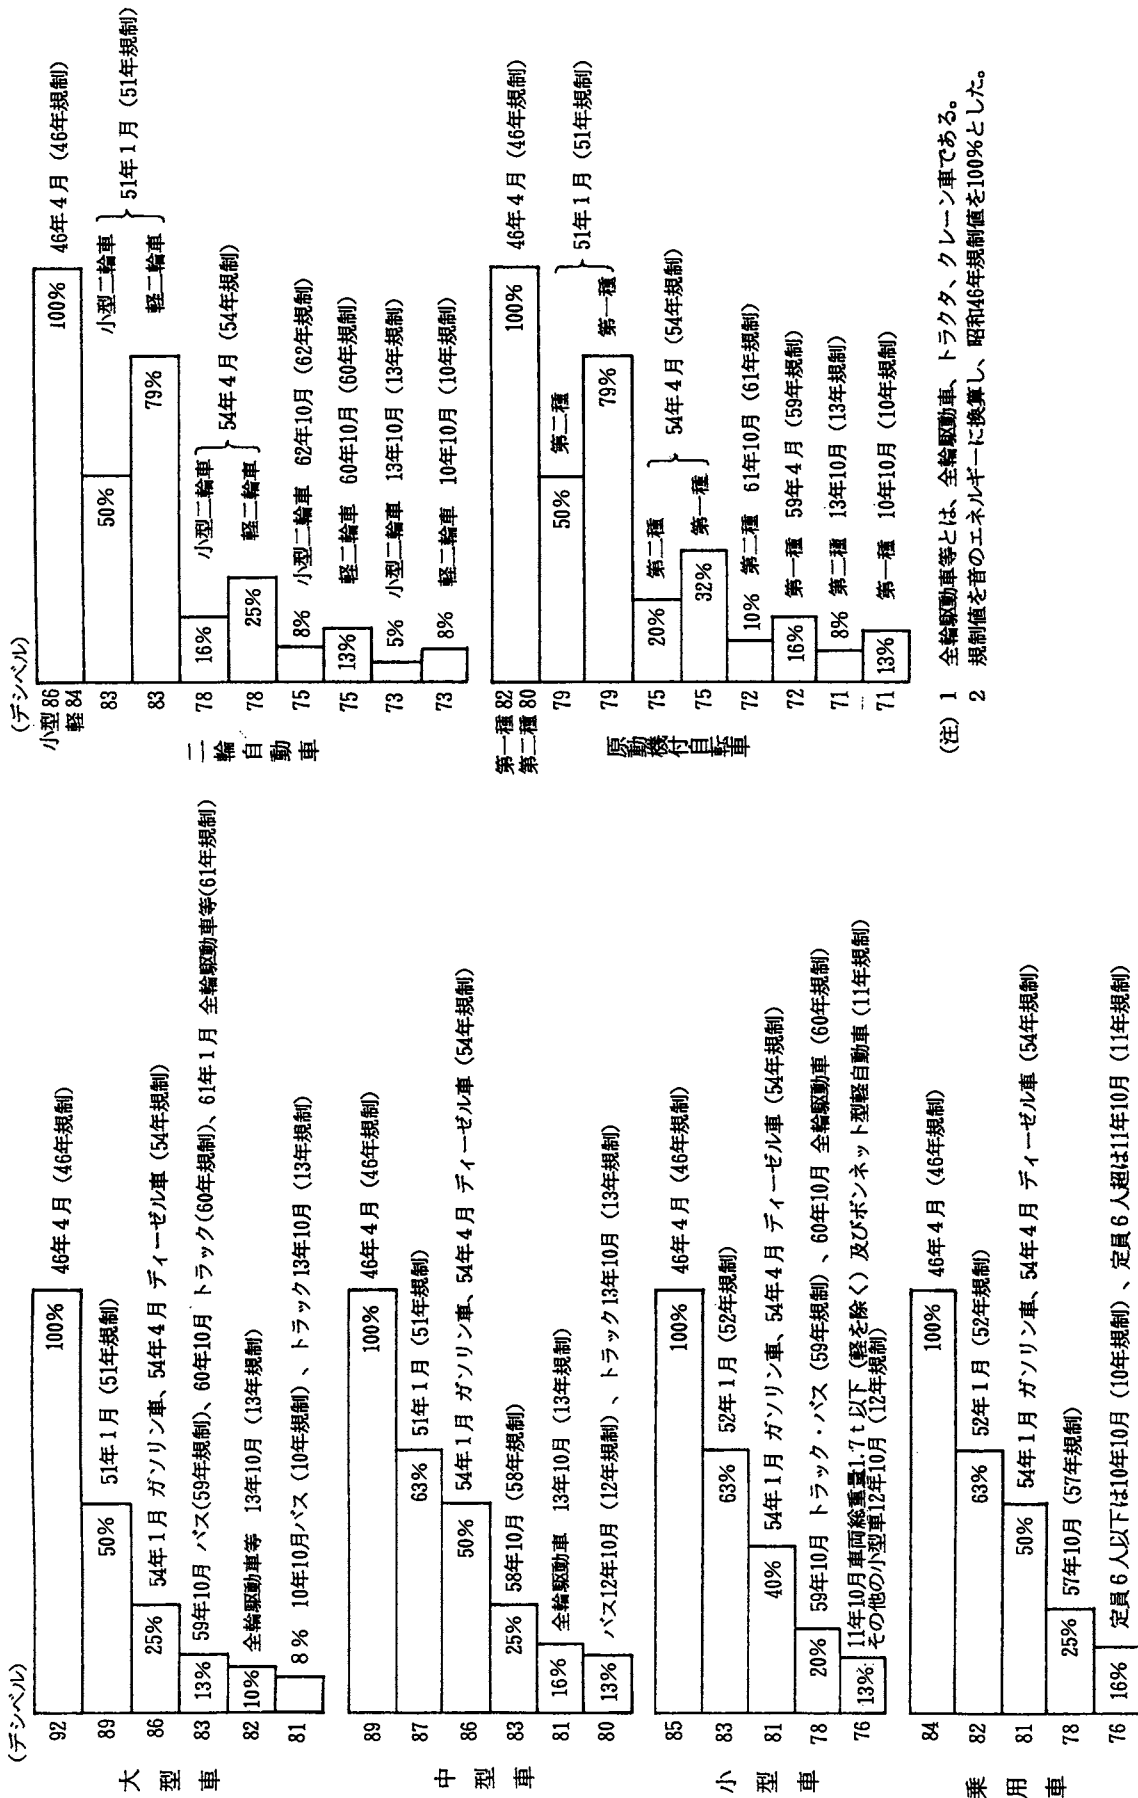 (デシベル)
大型車
92 100% 46年4月 (46年規制)
89 50% 51年1月 (51年規制)
86 25% 54年1月 ガソリン車、54年4月 ディーゼル車 (54年規制)
83 13% 59年10月 バス(59年規制)、60年10月 トラック(60年規制)、61年1月 全輪駆動車等(61年規制)
82 10% 全輪駆動車等 13年10月 (13年規制)
81 8% 10年10月バス (10年規制)、トラック13年10月 (13年規制)
中型車
89 100% 46年4月 (46年規制)
87 63% 51年1月 (51年規制)
86 50% 54年1月 ガソリン車、54年4月 ディーゼル車 (54年規制)
83 25% 58年10月 (58年規制)
81 16% 全輪駆動車 13年10月 (13年規制)
80 13% バス12年10月 (12年規制)、トラック13年10月 (13年規制)
小型車
85 100% 46年4月 (46年規制)
83 63% 52年1月 (52年規制)
81 40% 54年1月 ガソリン車、54年4月 ディーゼル車 (54年規制)
78 20% 59年10月 トラック・バス (59年規制)、60年10月 全輪駆動車 (60年規制)
76 13% 11年10月車両総重量1.7t以下 (軽を除く) 及びボンネット型軽自動車 (11年規制)
その他の小型車12年10月 (12年規制)
乗用車
84 100% 46年4月 (46年規制)
82 63% 52年1月 (52年規制)
81 50% 54年1月 ガソリン車、54年4月 ディーゼル車 (54年規制)
78 25% 57年10月 (57年規制)
76 16% 定員6人以下は10年10月 (10年規制)、定員6人超は11年10月 (11年規制)
(デシベル)
二輪自動車
小型 86 100% 46年4月 (46年規制)
軽 84
83 50% 小型二輪車 51年1月 (51年規制)
83 79% 軽二輪車
78 16% 小型二輪車 54年4月 (54年規制)
78 25% 軽二輪車
75 8% 小型二輪車 62年10月 (62年規制)
75 13% 軽二輪車 60年10月 (60年規制)
73 5% 小型二輪車 13年10月 (13年規制)
73 8% 軽二輪車 10年10月 (10年規制)
原動機付自転車
第一種 82 100% 46年4月 (46年規制)
第二種 80
79 50% 第二種 51年1月 (51年規制)
79 79% 第一種
75 20% 第二種 54年4月 (54年規制)
75 32% 第一種
72 10% 第二種 61年10月 (61年規制)
72 16% 第一種 59年4月 (59年規制)
71 8% 第二種 13年10月 (13年規制)
71 13% 第一種 10年10月 (10年規制)
(注) 1 全輪駆動車等とは、全輪駆動車、トラクタ、クレーン車である。
2 規制値を音のエネルギーに換算し、昭和46年規制値を100%とした。